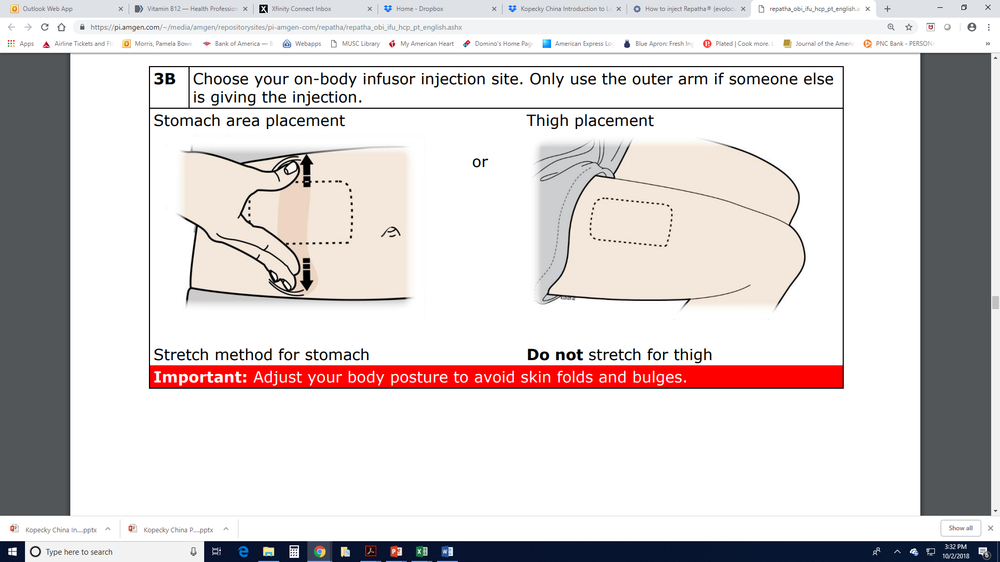 Outlook Web App
Vitamin B12 — Health Profession
Xfinity Connect Inbox
Home - Dropbox
Kopecky China Introduction to Li
How to inject Repatha® (evolocu
repatha_obi_ifu_hcp_pt_english.a
https://pi.amgen.com/~/media/amgen/repositorysites/pi-amgen-com/repatha/repatha_obi_ifu_hcp_pt_english.ashx
Apps
Airline Tickets and Fli
Morris, Pamela Bowe
Bank of America — B
Webapps
MUSC Library
My American Heart
Domino's Home Page
American Express Log
Blue Apron: Fresh Ing
Plated | Cook more. L
Journal of the Americ
PNC Bank - PERSONA
»
3B
Choose your on-body infusor injection site. Only use the outer arm if someone else
is giving the injection.
Stomach area placement
Thigh placement
or
Stretch method for stomach
Do not stretch for thigh
Important: Adjust your body posture to avoid skin folds and bulges.
Kopecky China In....pptx
Kopecky China P....pptx
Show all
Type here to search
3:32 PM
10/2/2018
6